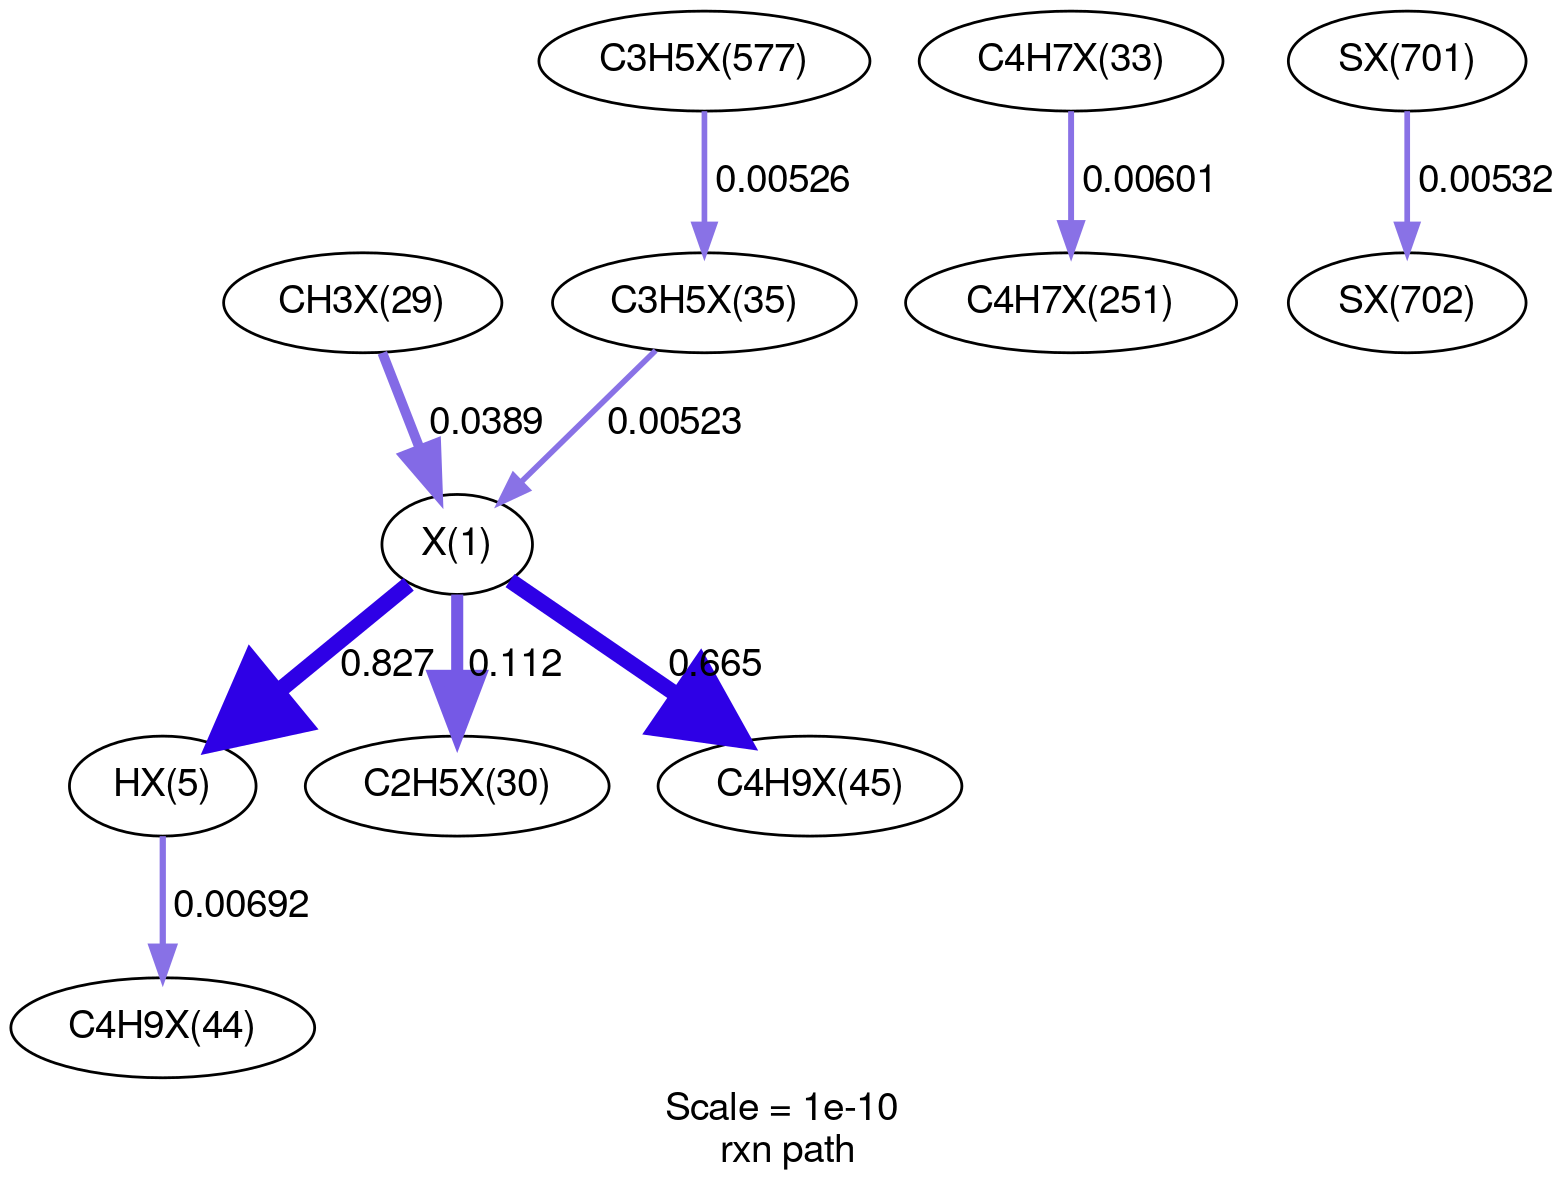 C3H5X(577)
C4H7X(33)
SX(701)
0.00526
0.00601
0.00532
CH3X(29)
C3H5X(35)
C4H7X(251)
SX(702)
0.0389
0.00523
X(1)
0.827
0.112
0.665
HX(5)
C2H5X(30)
C4H9X(45)
0.00692
C4H9X(44)
Scale = 1e-10
rxn path